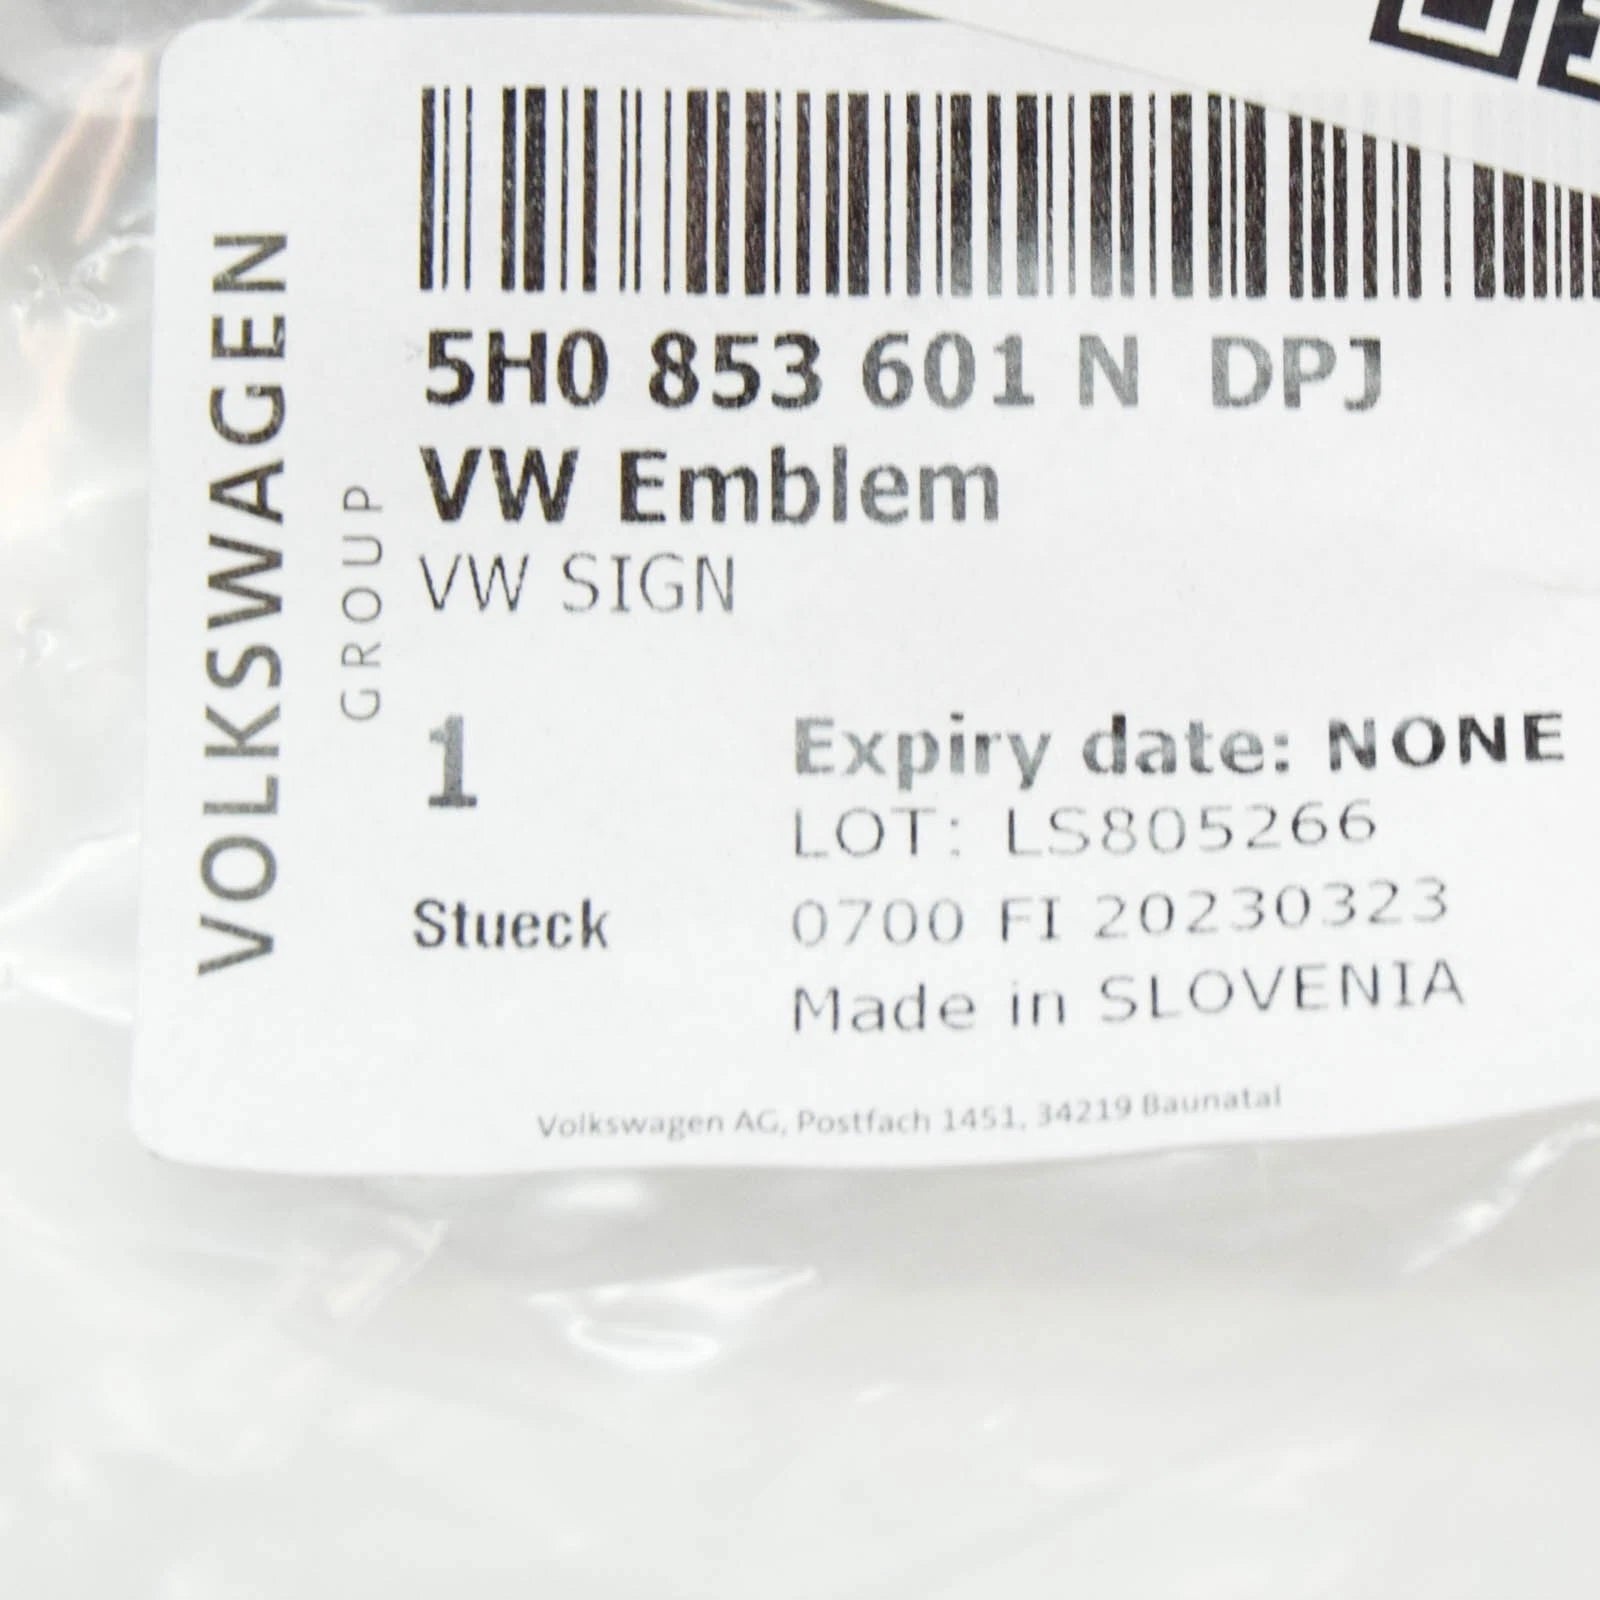 VOLKSWAGEN
GROUP
5H0 853 601 N DPJ
VW Emblem
VW SIGN
1
Stueck
Expiry date: NONE
LOT: LS805266
0700 FI 20230323
Made in SLOVENIA
Volkswagen AG, Postfach 1451, 34219 Baunatal